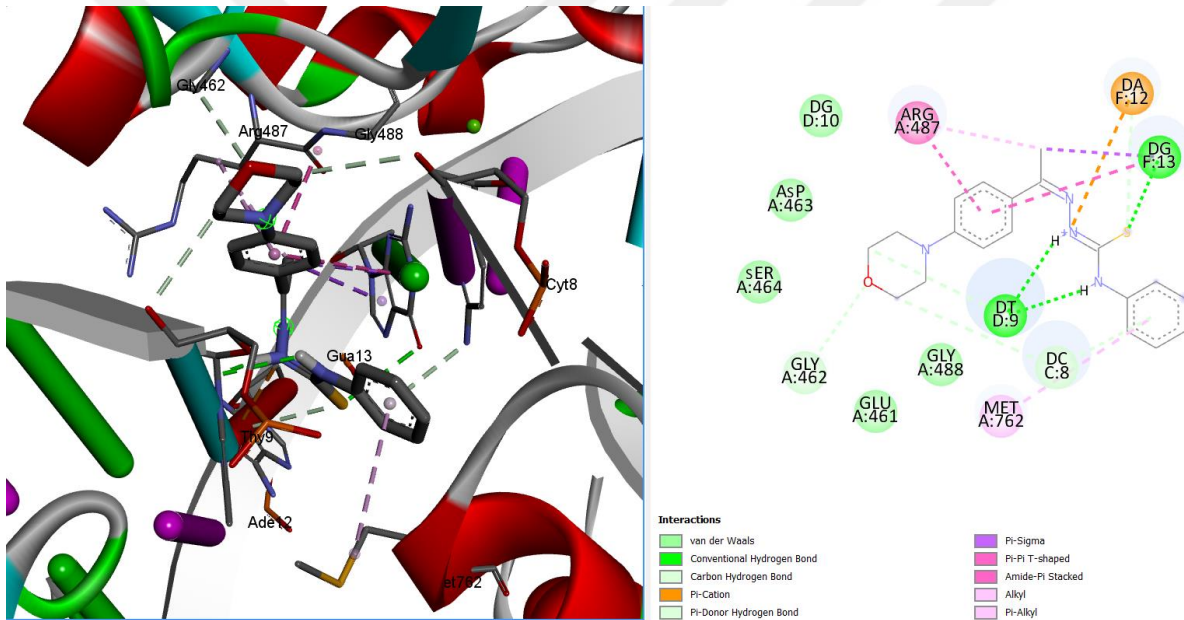 Gly462
Arg487
Gly488
Cyt8
Gua13
Thy9
Ade12
et762
DG
D:10
ARG
A:487
DA
F:12
DG
F:13
AsP
A:463
sER
A:464
N
N
N
S
H
H
N
O
DT
D:9
GLY
A:462
GLY
A:488
DC
C:8
GLU
A:461
MET
A:762
Interactions
van der Waals
Conventional Hydrogen Bond
Carbon Hydrogen Bond
Pi-Cation
Pi-Donor Hydrogen Bond
Pi-Sigma
Pi-Pi T-shaped
Amide-Pi Stacked
Alkyl
Pi-Alkyl